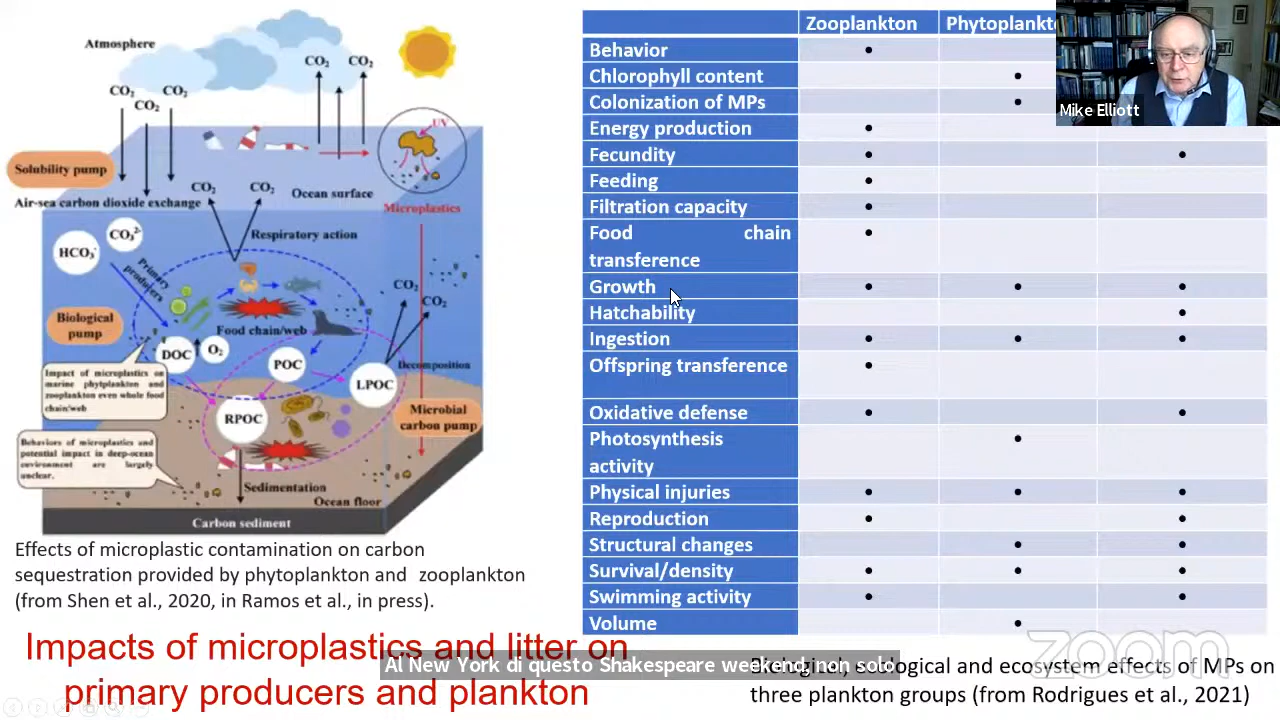 Atmosphere
CO₂
CO₂
CO₂
CO₂
CO₂
UV
Solubility pump
CO₂
CO₂
Ocean surface
Air-sea carbon dioxide exchange
Microplastics
CO₃²⁻
HCO₃⁻
Respiratory action
Primary
producers
CO₂
CO₂
Biological
pump
Food chain/web
DOC
O₂
POC
Decomposition
LPOC
Impact of microplastics on
marine phytplankton and
zooplankton even whole food
chain/web
RPOC
Microbial
carbon pump
Behaviors of microplastics and
potential impact in deep-ocean
environment are largely
unclear.
Sedimentation
Ocean floor
Carbon sediment
Effects of microplastic contamination on carbon
sequestration provided by phytoplankton and zooplankton
(from Shen et al., 2020, in Ramos et al., in press).
Impacts of microplastics and litter on
primary producers and plankton
Zooplankton Phytoplankto
Behavior •
Chlorophyll content •
Colonization of MPs •
Energy production •
Fecundity • •
Feeding •
Filtration capacity •
Food chain •
transference
Growth • • •
Hatchability •
Ingestion • • •
Offspring transference •
Oxidative defense • •
Photosynthesis •
activity
Physical injuries • • •
Reproduction • •
Structural changes • •
Survival/density • • •
Swimming activity • •
Volume •
Mike Elliott
zoom
Al New York di questo Shakespeare weekend, non solo
ecological and ecosystem effects of MPs on
three plankton groups (from Rodrigues et al., 2021)